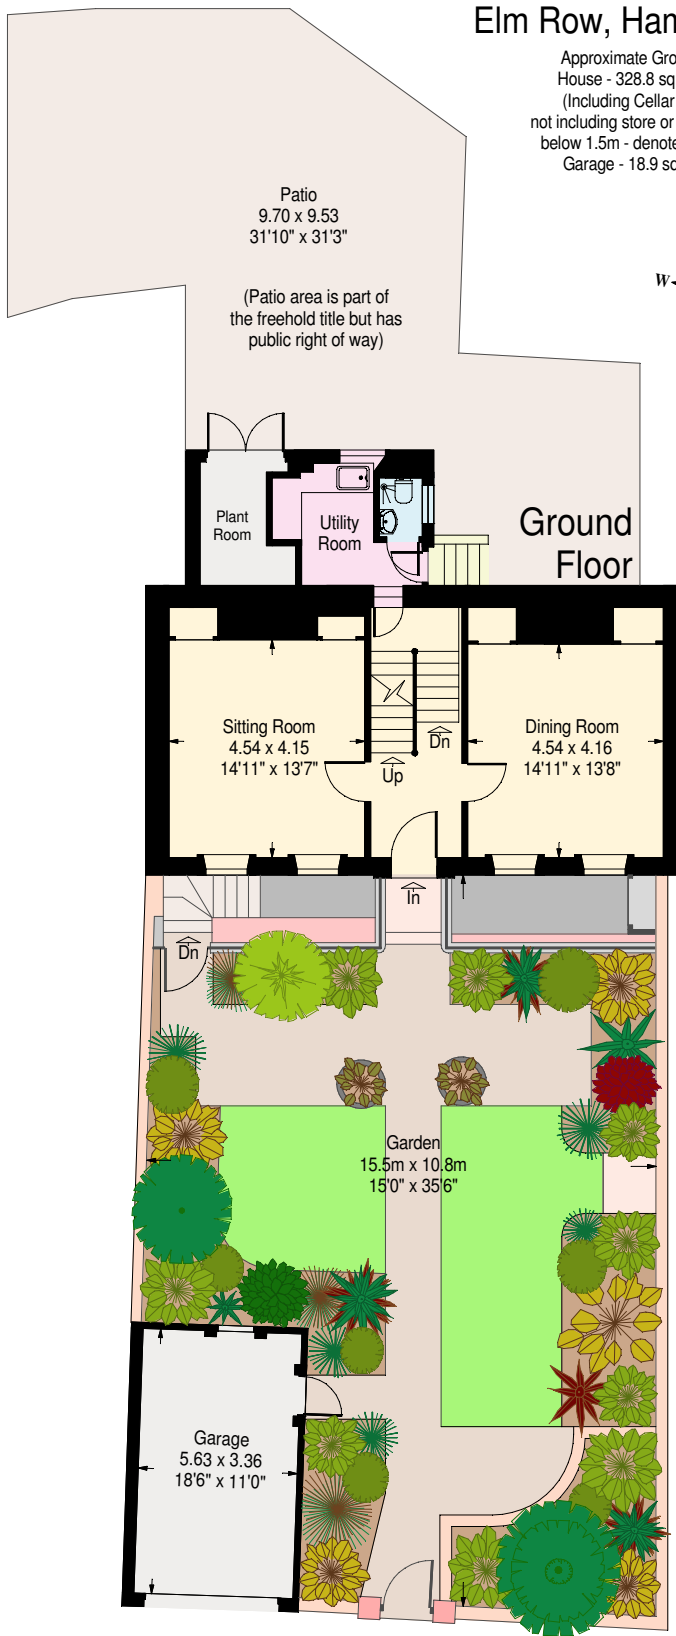 Elm Row, Ham
Approximate Gro
House - 328.8 sq
(Including Cellar
not including store or
below 1.5m - denote
Garage - 18.9 sq
W
Patio
9.70 x 9.53
31'10" x 31'3"
(Patio area is part of
the freehold title but has
public right of way)
Plant
Room
Utility
Room
Ground
Floor
Sitting Room
4.54 x 4.15
14'11" x 13'7"
Dn
Up
Dining Room
4.54 x 4.16
14'11" x 13'8"
In
Dn
Garden
15.5m x 10.8m
15'0" x 35'6"
Garage
5.63 x 3.36
18'6" x 11'0"